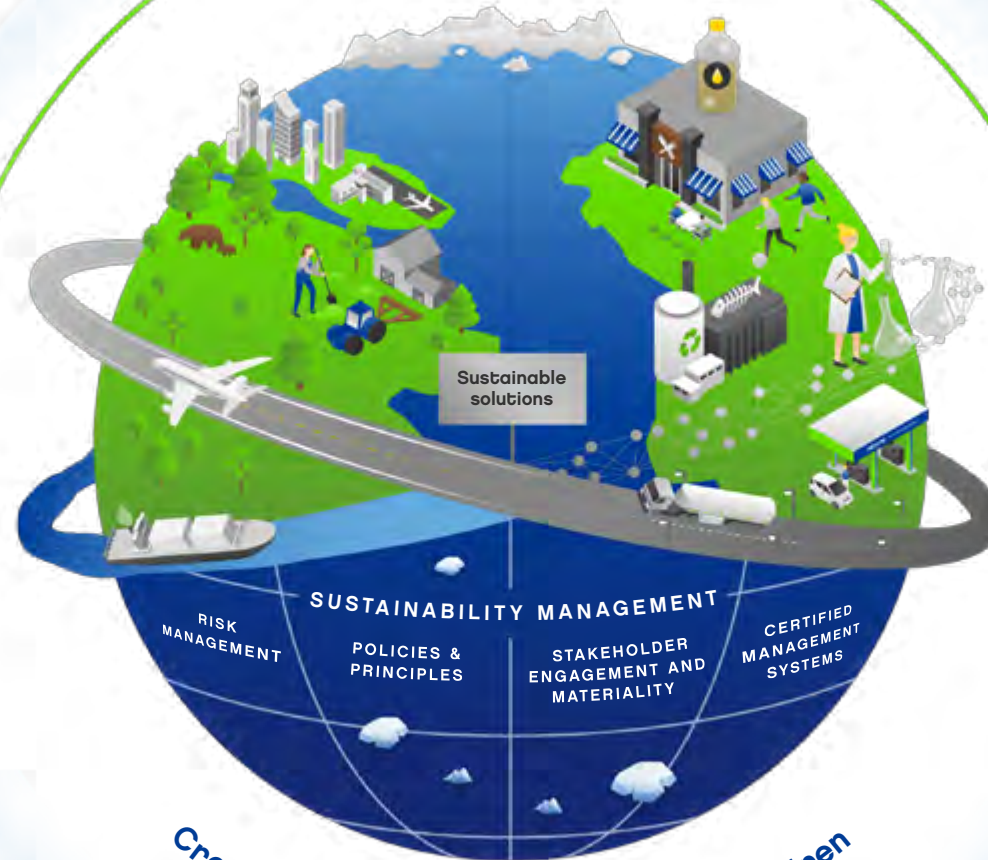 Sustainable
solutions
SUSTAINABILITY MANAGEMENT
RISK
MANAGEMENT
POLICIES &
PRINCIPLES
STAKEHOLDER
ENGAGEMENT AND
MATERIALITY
CERTIFIED
MANAGEMENT
SYSTEMS